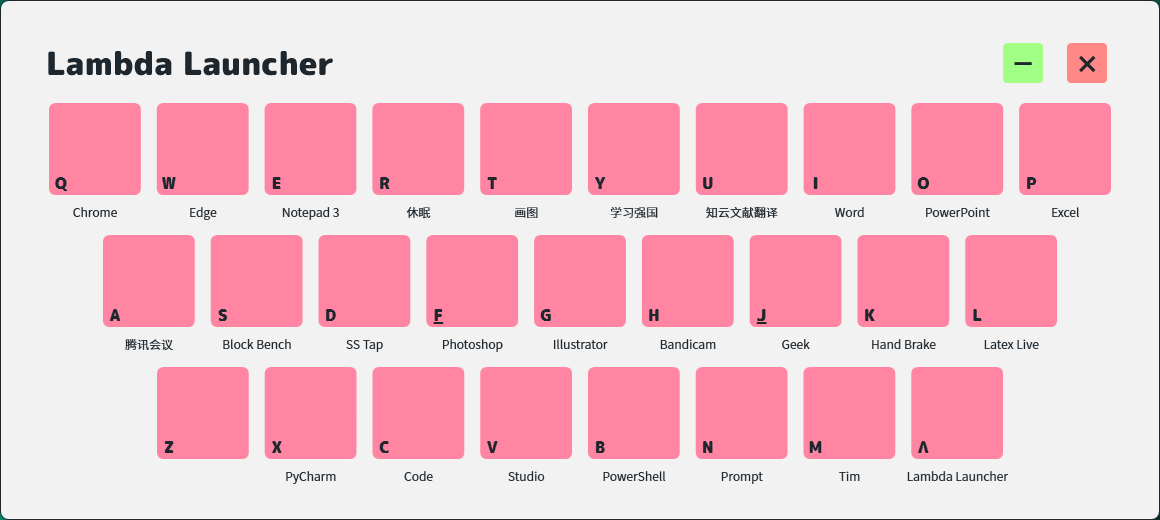 Lambda Launcher
Q W E R T Y U I O P
Chrome Edge Notepad 3 休眠 画图 学习强国 知云文献翻译 Word PowerPoint Excel
A S D F G H J K L
腾讯会议 Block Bench SS Tap Photoshop Illustrator Bandicam Geek Hand Brake Latex Live
Z X C V B N M Λ
PyCharm Code Studio PowerShell Prompt Tim Lambda Launcher